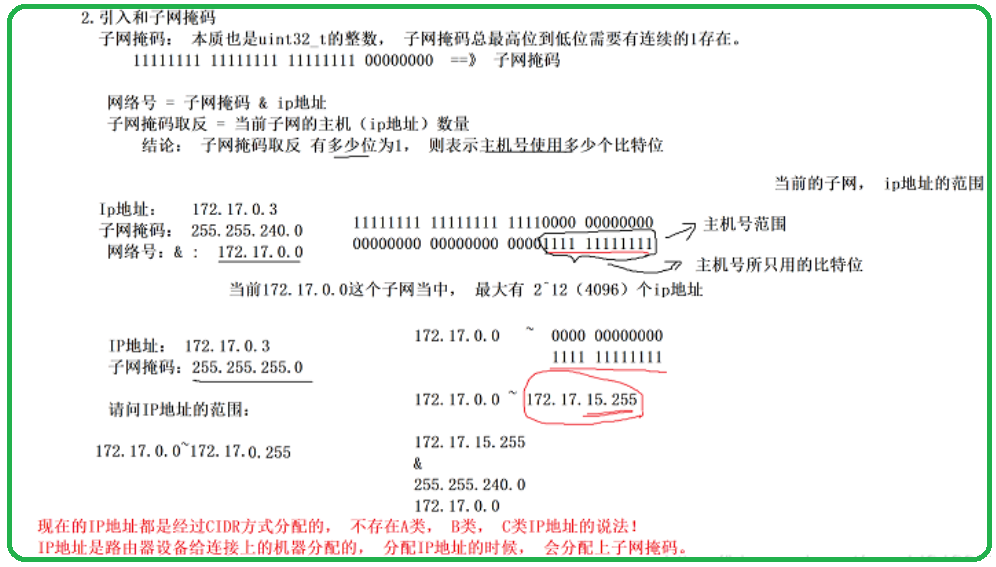 2.引入和子网掩码
子网掩码： 本质也是uint32_t的整数， 子网掩码总最高位到低位需要有连续的1存在。
11111111 11111111 11111111 00000000 ==》 子网掩码
网络号 = 子网掩码 & ip地址
子网掩码取反 = 当前子网的主机（ip地址）数量
结论： 子网掩码取反 有多少位为1， 则表示主机号使用多少个比特位
当前的子网， ip地址的范围
Ip地址： 172.17.0.3
子网掩码： 255.255.240.0
网络号：& : 172.17.0.0
11111111 11111111 11110000 00000000
00000000 00000000 00001111 11111111
主机号范围
主机号所只用的比特位
当前172.17.0.0这个子网当中， 最大有 2^12（4096）个ip地址
IP地址： 172.17.0.3
子网掩码：255.255.255.0
请问IP地址的范围：
172.17.0.0~172.17.0.255
172.17.0.0 ~ 0000 00000000
1111 11111111
172.17.0.0 ~ 172.17.15.255
172.17.15.255
&
255.255.240.0
172.17.0.0
现在的IP地址都是经过CIDR方式分配的， 不存在A类， B类， C类IP地址的说法！
IP地址是路由器设备给连接上的机器分配的， 分配IP地址的时候， 会分配上子网掩码。